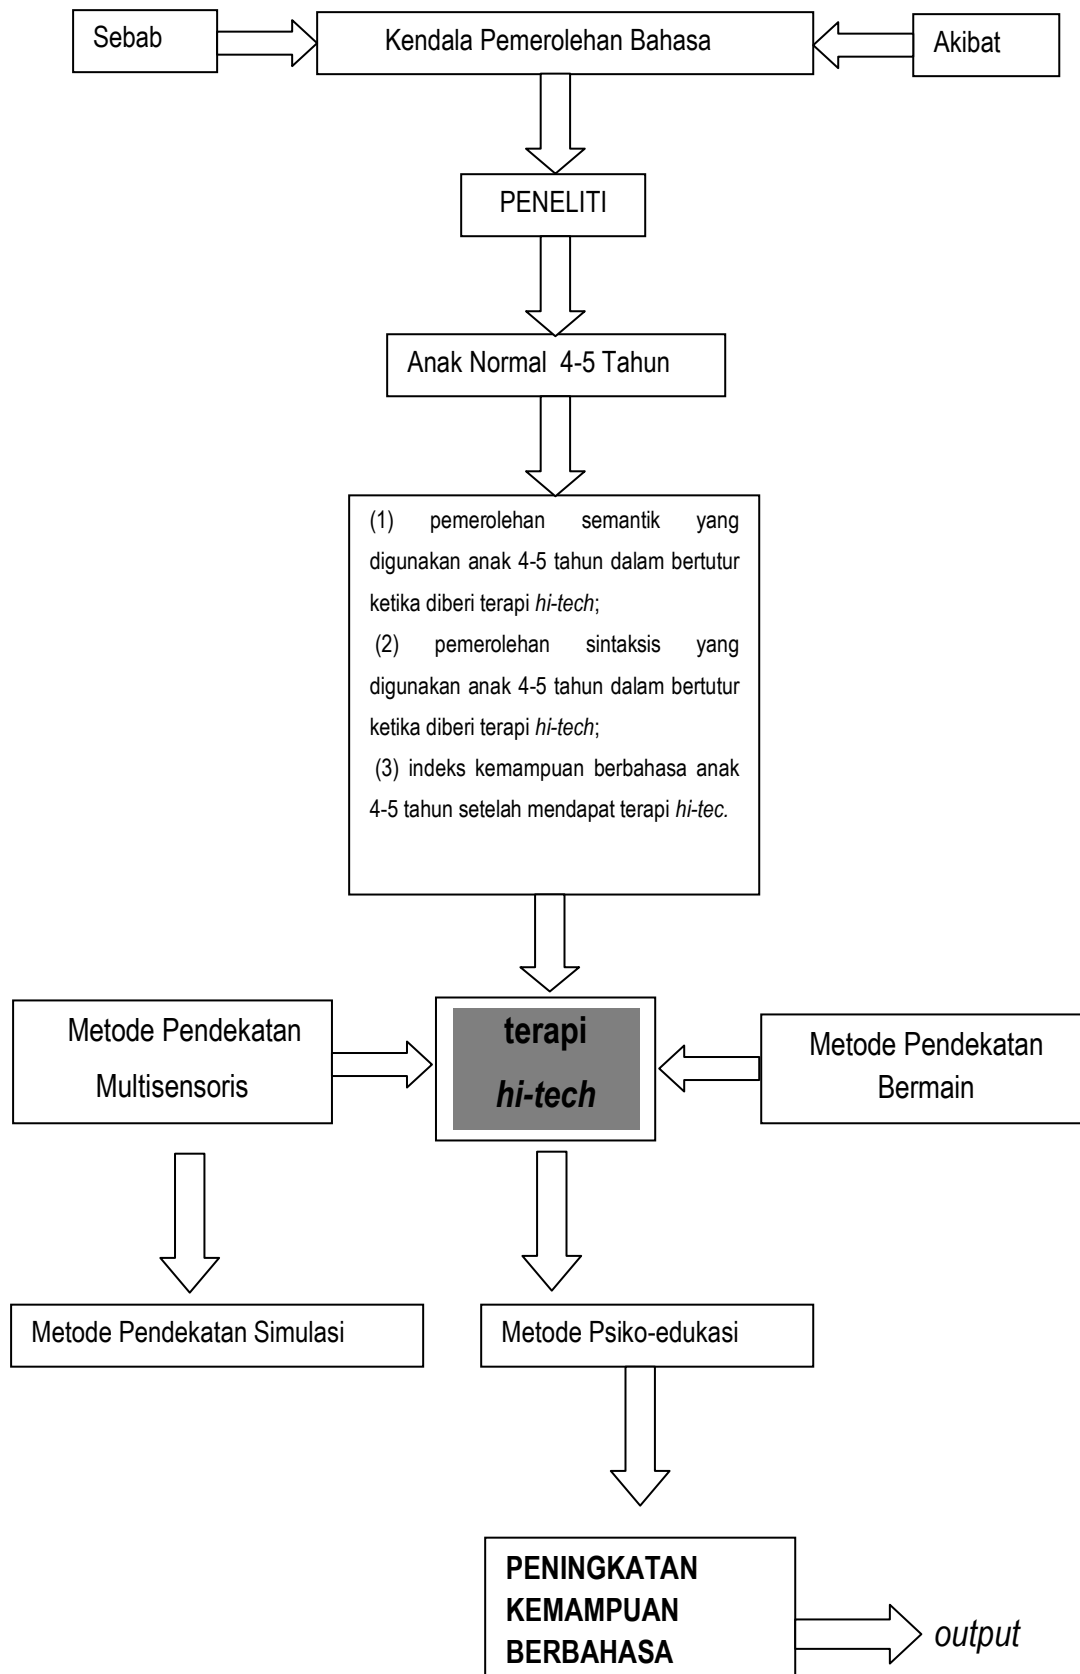 Sebab
Kendala Pemerolehan Bahasa
Akibat
PENELITI
Anak Normal 4-5 Tahun
(1) pemerolehan semantik yang
digunakan anak 4-5 tahun dalam bertutur
ketika diberi terapi hi-tech;
(2) pemerolehan sintaksis yang
digunakan anak 4-5 tahun dalam bertutur
ketika diberi terapi hi-tech;
(3) indeks kemampuan berbahasa anak
4-5 tahun setelah mendapat terapi hi-tec.
Metode Pendekatan
Multisensoris
terapi
hi-tech
Metode Pendekatan
Bermain
Metode Pendekatan Simulasi
Metode Psiko-edukasi
PENINGKATAN
KEMAMPUAN
BERBAHASA
output